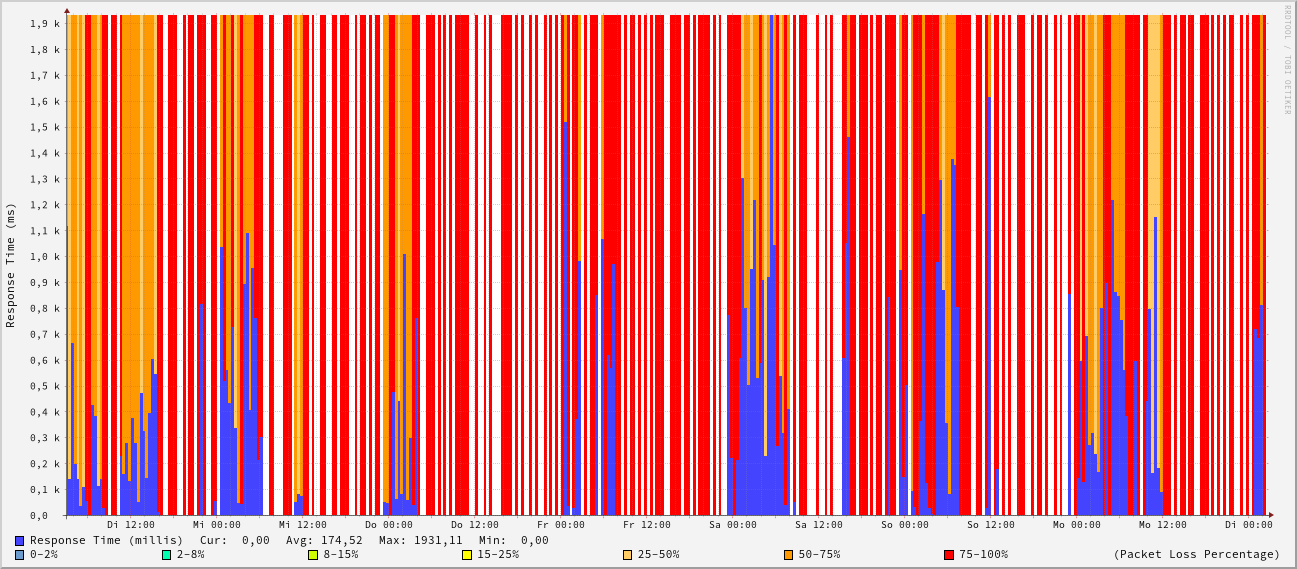 RRDTOOL / TOBI OETIKER
Response Time (ms)
1,9 k
1,8 k
1,7 k
1,6 k
1,5 k
1,4 k
1,3 k
1,2 k
1,1 k
1,0 k
0,9 k
0,8 k
0,7 k
0,6 k
0,5 k
0,4 k
0,3 k
0,2 k
0,1 k
0,0
Di 12:00 Mi 00:00 Mi 12:00 Do 00:00 Do 12:00 Fr 00:00 Fr 12:00 Sa 00:00 Sa 12:00 So 00:00 So 12:00 Mo 00:00 Mo 12:00 Di 00:00
Response Time (millis) Cur: 0,00 Avg: 174,52 Max: 1931,11 Min: 0,00
0-2% 2-8% 8-15% 15-25% 25-50% 50-75% 75-100% (Packet Loss Percentage)